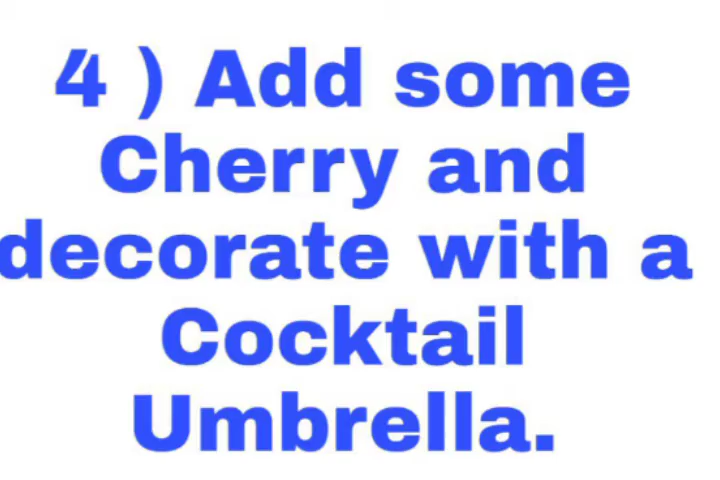 4 ) Add some
Cherry and
decorate with a
Cocktail
Umbrella.